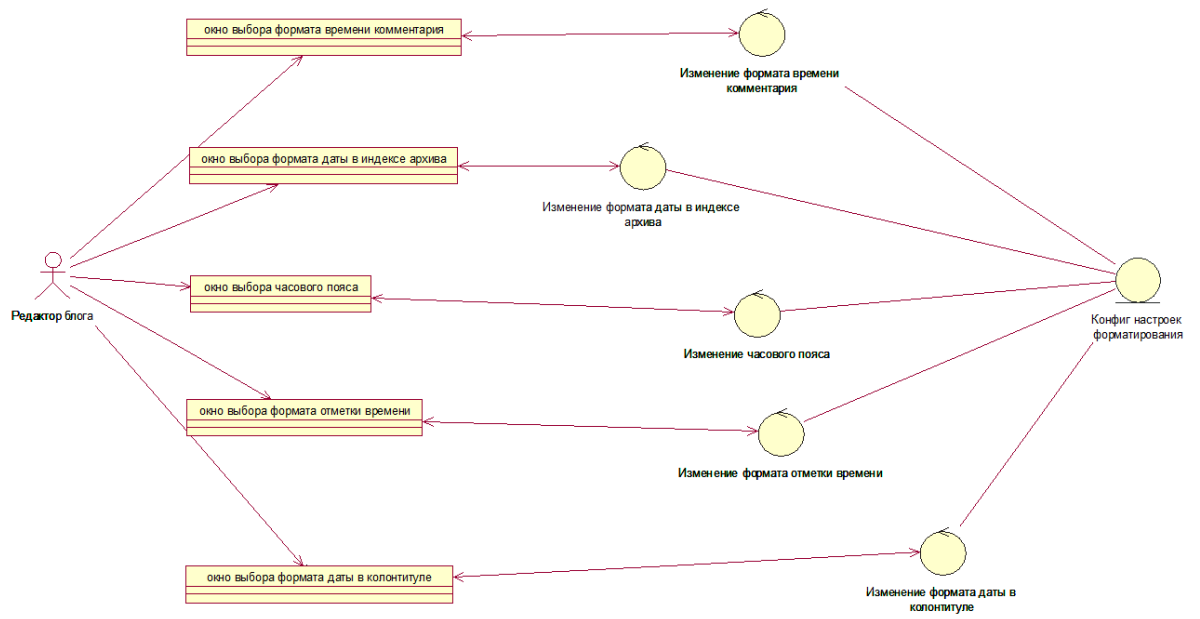 окно выбора формата времени комментария
Изменение формата времени
комментария
окно выбора формата даты в индексе архива
Изменение формата даты в индексе
архива
Редактор блога
окно выбора часового пояса
Изменение часового пояса
Конфиг настроек
форматирования
окно выбора формата отметки времени
Изменение формата отметки времени
окно выбора формата даты в колонтитуле
Изменение формата даты в
колонтитуле